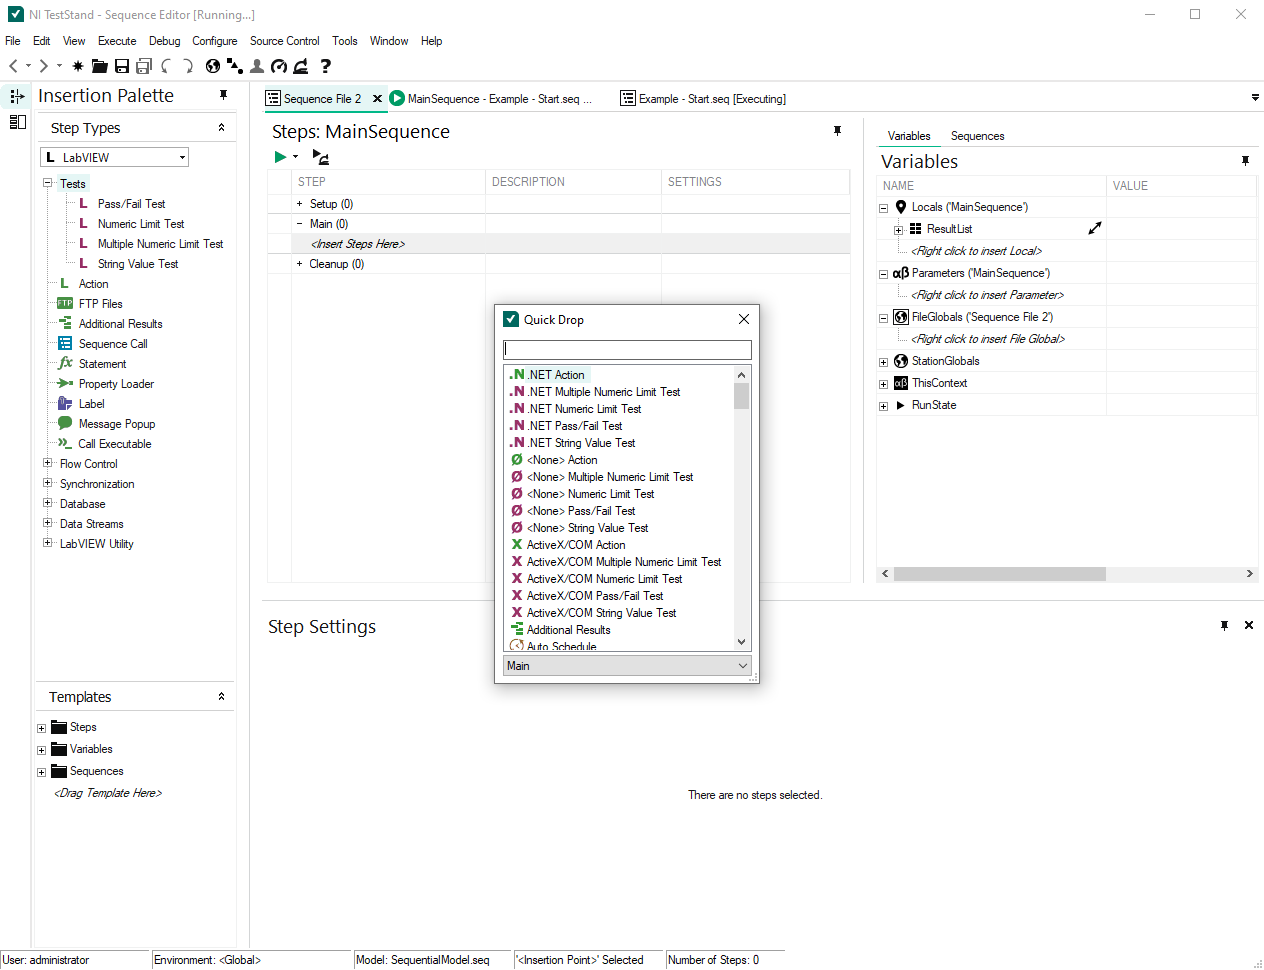 NI TestStand - Sequence Editor [Running...]
File Edit View Execute Debug Configure Source Control Tools Window Help
Insertion Palette
Step Types
LabVIEW
Tests
Pass/Fail Test
Numeric Limit Test
Multiple Numeric Limit Test
String Value Test
Action
FTP Files
Additional Results
Sequence Call
Statement
Property Loader
Label
Message Popup
Call Executable
Flow Control
Synchronization
Database
Data Streams
LabVIEW Utility
Templates
Steps
Variables
Sequences
<Drag Template Here>
Sequence File 2
MainSequence - Example - Start.seq ...
Example - Start.seq [Executing]
Steps: MainSequence
STEP DESCRIPTION SETTINGS
Setup (0)
Main (0)
<Insert Steps Here>
Cleanup (0)
Quick Drop
.NET Action
.NET Multiple Numeric Limit Test
.NET Numeric Limit Test
.NET Pass/Fail Test
.NET String Value Test
<None> Action
<None> Multiple Numeric Limit Test
<None> Numeric Limit Test
<None> Pass/Fail Test
<None> String Value Test
ActiveX/COM Action
ActiveX/COM Multiple Numeric Limit Test
ActiveX/COM Numeric Limit Test
ActiveX/COM Pass/Fail Test
ActiveX/COM String Value Test
Additional Results
Auto Schedule
Main
Variables Sequences
Variables
NAME VALUE
Locals ('MainSequence')
ResultList
<Right click to insert Local>
Parameters ('MainSequence')
<Right click to insert Parameter>
FileGlobals ('Sequence File 2')
<Right click to insert File Global>
StationGlobals
ThisContext
RunState
Step Settings
There are no steps selected.
User: administrator
Environment: <Global>
Model: SequentialModel.seq
'<Insertion Point>' Selected
Number of Steps: 0